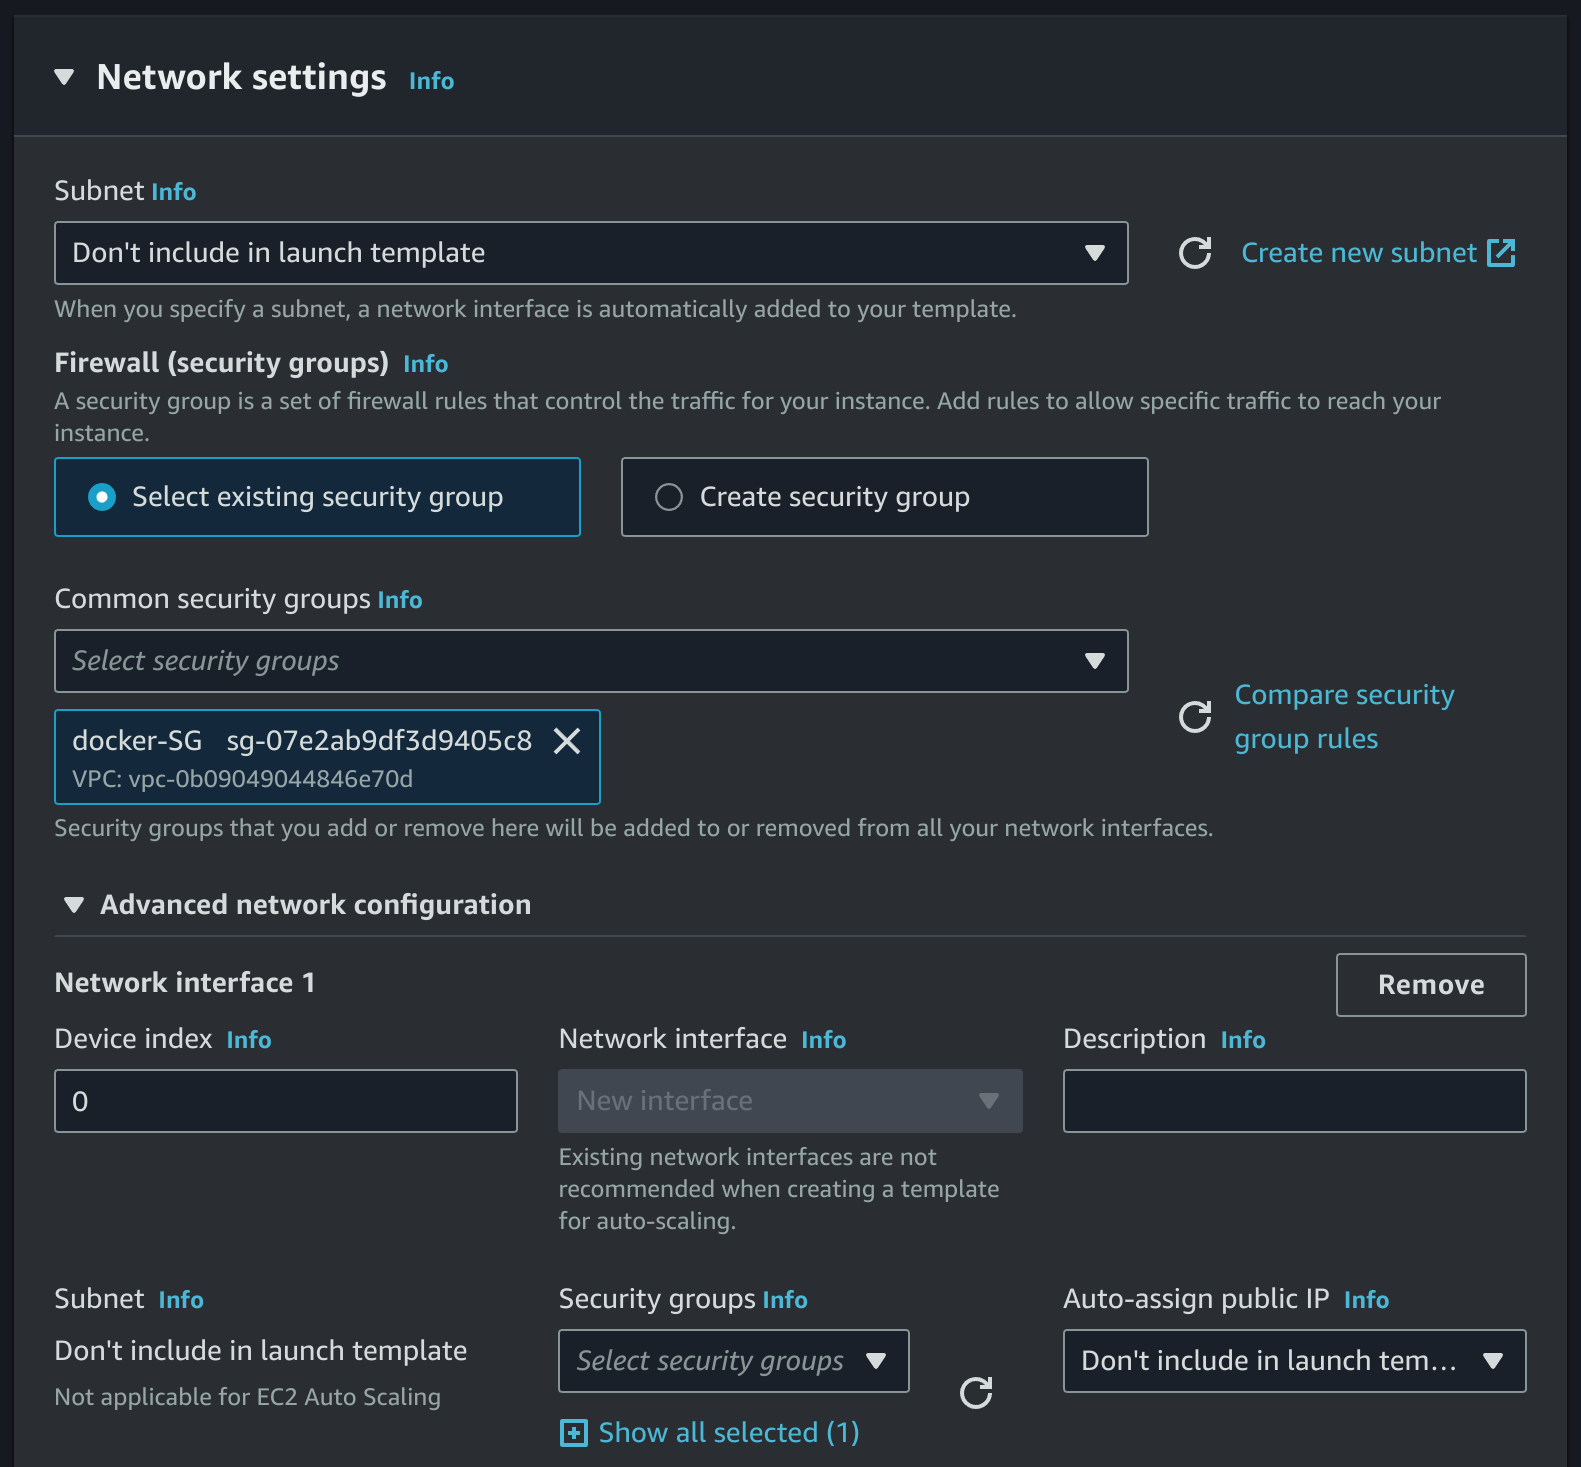 Network settings Info
Subnet Info
Don't include in launch template
Create new subnet
When you specify a subnet, a network interface is automatically added to your template.
Firewall (security groups) Info
A security group is a set of firewall rules that control the traffic for your instance. Add rules to allow specific traffic to reach your
instance.
Select existing security group
Create security group
Common security groups Info
Select security groups
Compare security
group rules
docker-SG sg-07e2ab9df3d9405c8
VPC: vpc-0b09049044846e70d
Security groups that you add or remove here will be added to or removed from all your network interfaces.
Advanced network configuration
Network interface 1
Remove
Device index Info
0
Network interface Info
New interface
Existing network interfaces are not
recommended when creating a template
for auto-scaling.
Description Info
Subnet Info
Don't include in launch template
Not applicable for EC2 Auto Scaling
Security groups Info
Select security groups
Show all selected (1)
Auto-assign public IP Info
Don't include in launch tem...